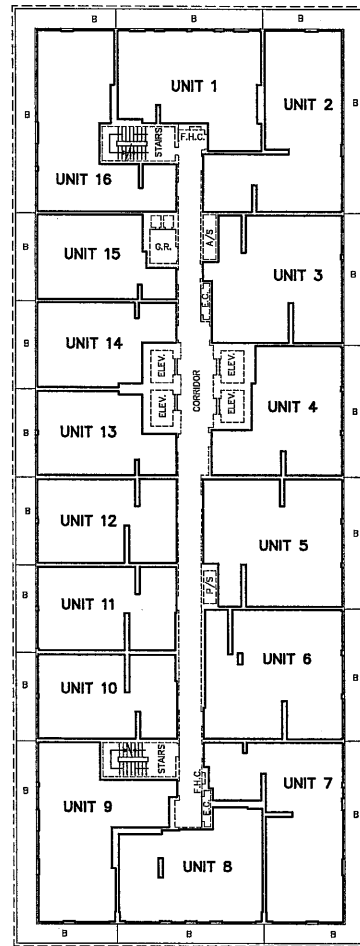 B
B
B
UNIT 1
UNIT 2
B
B
STAIRS
F.H.C.
UNIT 16
UNIT 15
G.R.
A/S
UNIT 3
B
B
E.C.
UNIT 14
ELEV.
ELEV.
B
B
CORRIDOR
UNIT 13
ELEV.
ELEV.
UNIT 4
B
B
UNIT 12
UNIT 5
B
B
UNIT 11
P/S
B
UNIT 6
B
UNIT 10
B
STAIRS
F.H.C.
E.C.
UNIT 7
UNIT 9
B
B
UNIT 8
B
B
B